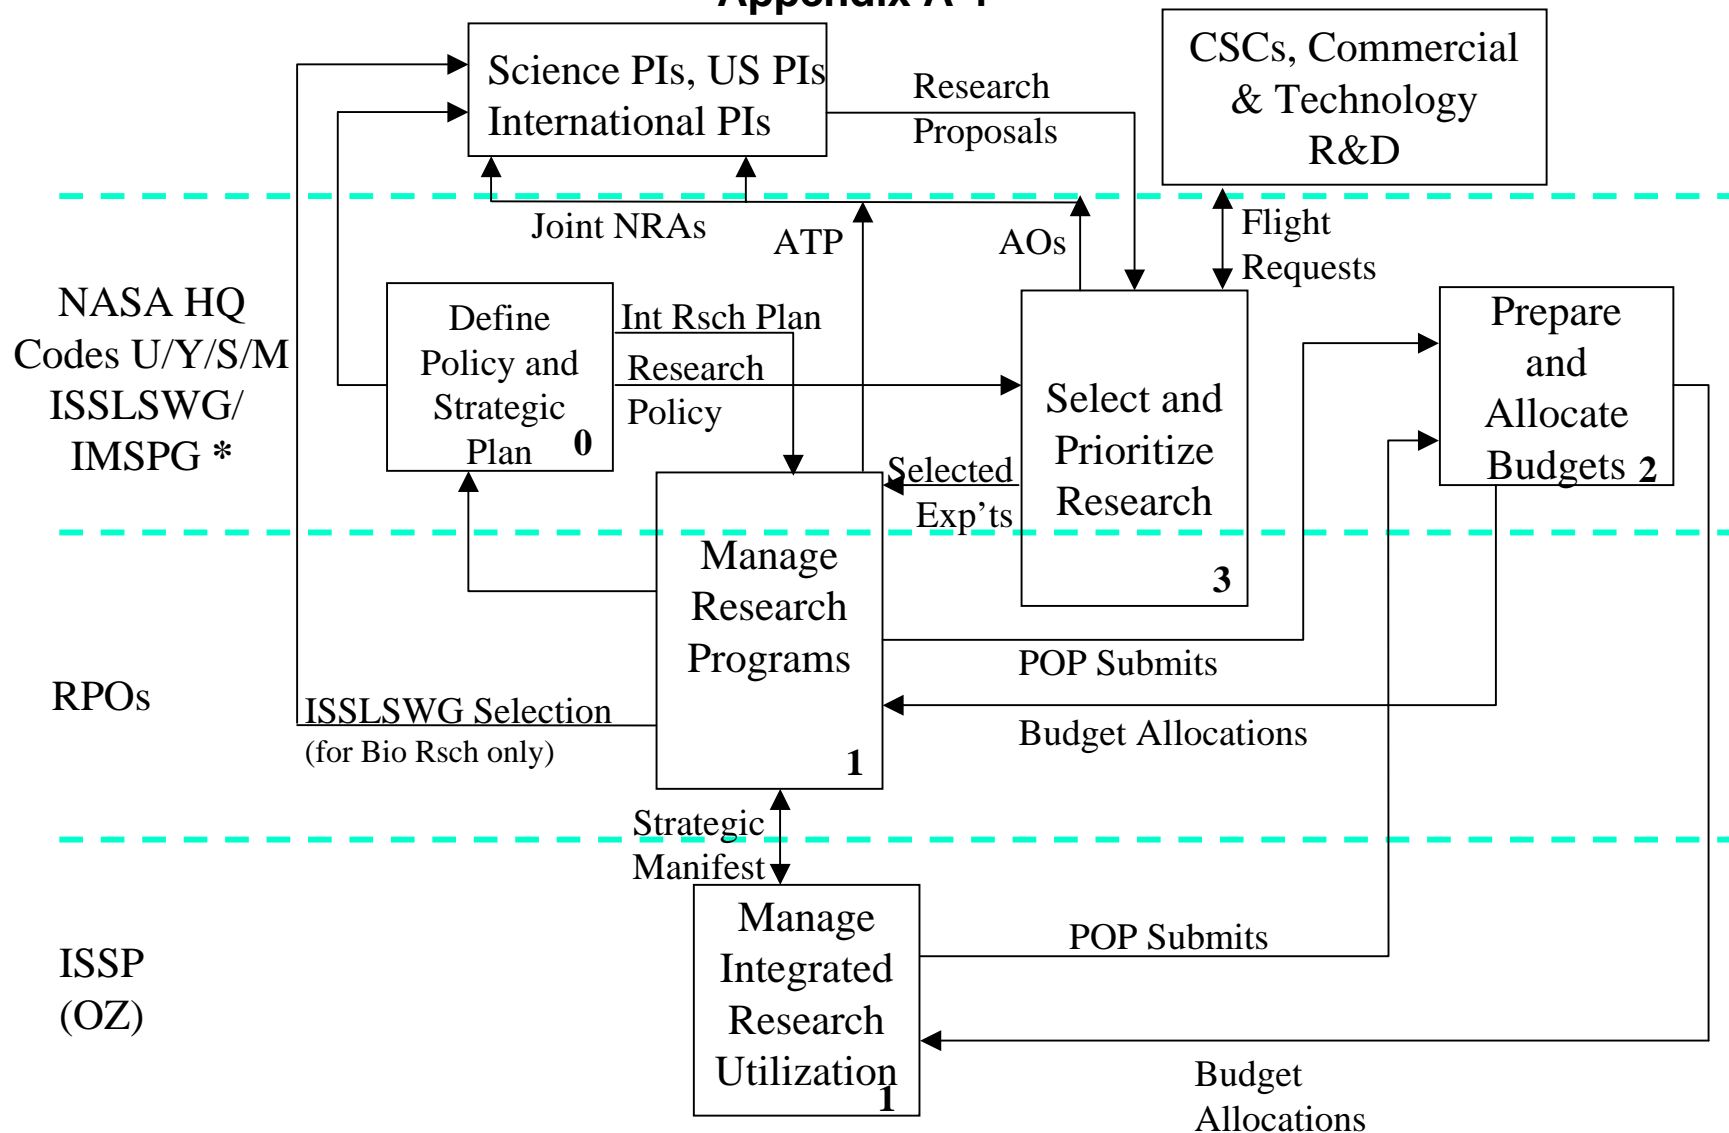 Appendix A-1
Science PIs, US PIs
International PIs
Research
Proposals
CSCs, Commercial
& Technology
R&D
Joint NRAs
ATP
AOs
Flight
Requests
NASA HQ
Codes U/Y/S/M
ISSLSWG/
IMSPG *
Define
Policy and
Strategic
Plan 0
Int Rsch Plan
Research
Policy
Select and
Prioritize
Research
3
Prepare
and
Allocate
Budgets 2
Selected
Exp'ts
Manage
Research
Programs
1
RPOs
ISSLSWG Selection
(for Bio Rsch only)
POP Submits
Budget Allocations
Strategic
Manifest
ISSP
(OZ)
Manage
Integrated
Research
Utilization
1
POP Submits
Budget
Allocations